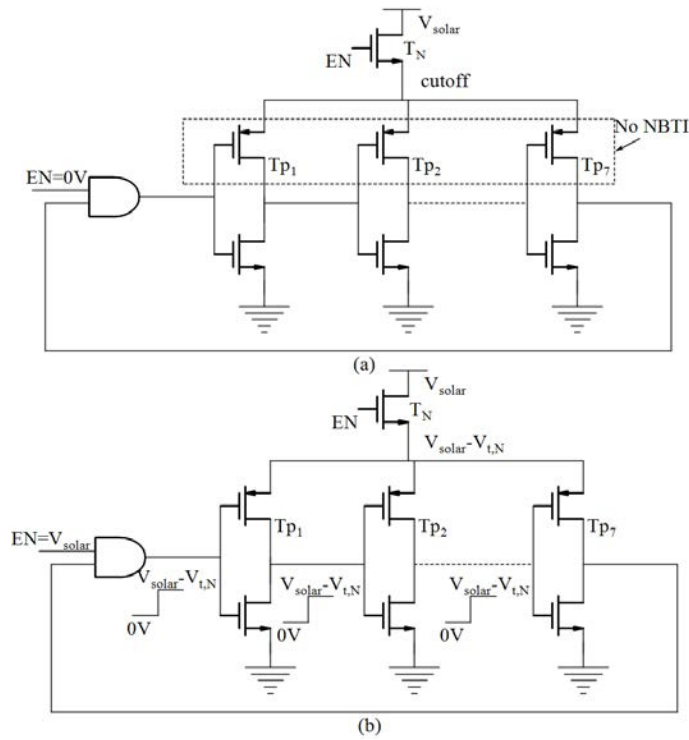 V_solar
EN
T_N
cutoff
No NBTI
Tp_1
Tp_2
Tp_7
EN=0V
(a)
V_solar
EN
T_N
V_solar-V_t,N
Tp_1
Tp_2
Tp_7
EN=V_solar
V_solar-V_t,N
V_solar-V_t,N
V_solar-V_t,N
0V
0V
0V
(b)